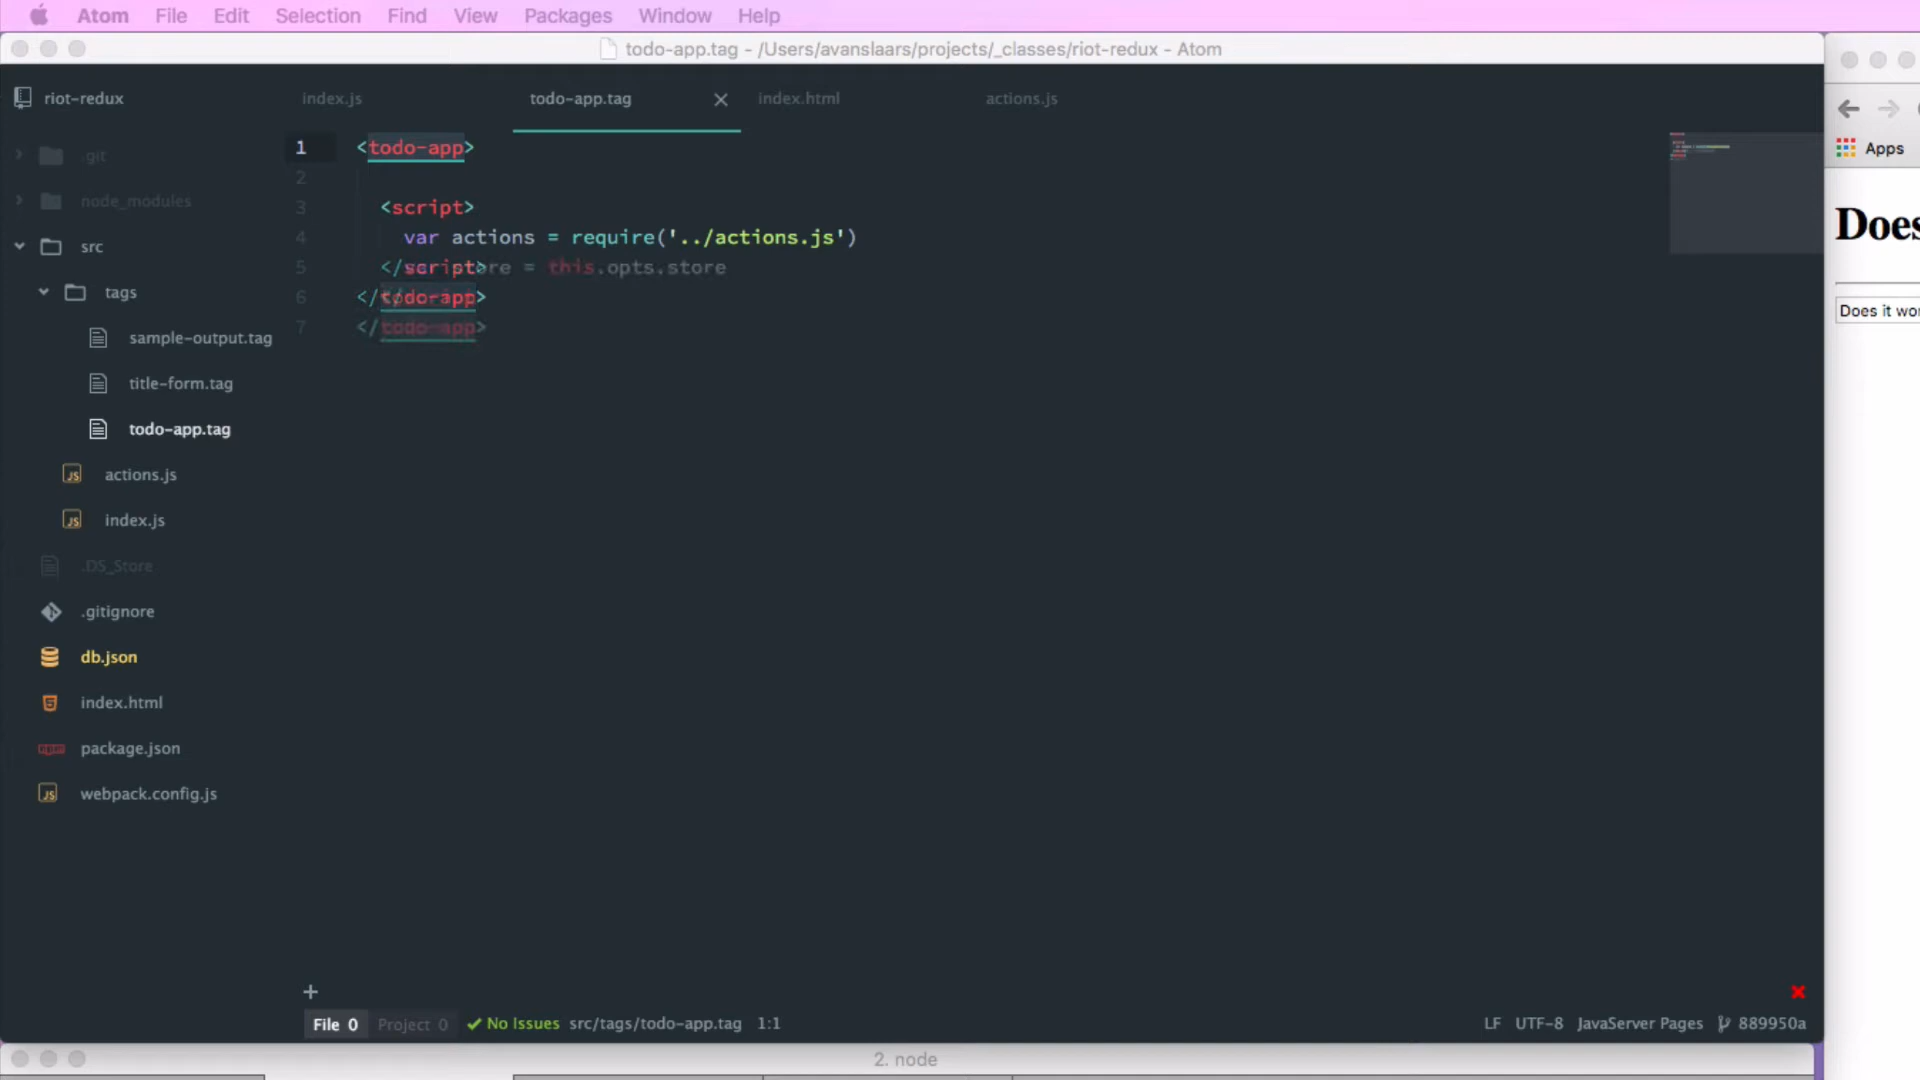 Atom File Edit Selection Find View Packages Window Help
todo-app.tag - /Users/avanslaars/projects/_classes/riot-redux - Atom
riot-redux
index.js
todo-app.tag
index.html
actions.js
.git
node_modules
src
tags
sample-output.tag
title-form.tag
todo-app.tag
actions.js
index.js
.DS_Store
.gitignore
db.json
index.html
package.json
webpack.config.js
1 <todo-app>
2
3 <script>
4 var actions = require('../actions.js')
5 </script> = this.opts.store
6 </todo-app>
7 </todo-app>
File 0 Project 0 No Issues src/tags/todo-app.tag 1:1
LF UTF-8 JavaServer Pages 889950a
2. node
Apps
Does
Does it wor